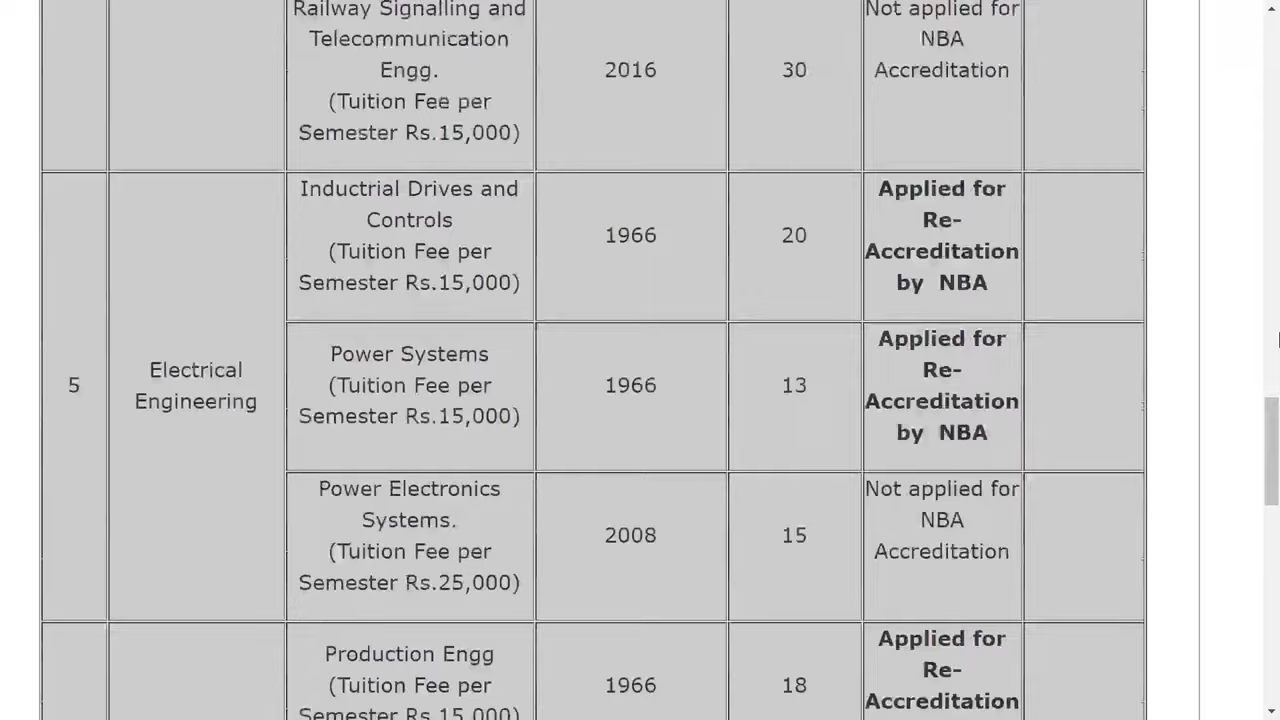 Railway Signalling and
Telecommunication
Engg.
(Tuition Fee per
Semester Rs.15,000)
2016
30
Not applied for
NBA
Accreditation
5
Electrical
Engineering
Inductrial Drives and
Controls
(Tuition Fee per
Semester Rs.15,000)
1966
20
Applied for
Re-
Accreditation
by NBA
Power Systems
(Tuition Fee per
Semester Rs.15,000)
1966
13
Applied for
Re-
Accreditation
by NBA
Power Electronics
Systems.
(Tuition Fee per
Semester Rs.25,000)
2008
15
Not applied for
NBA
Accreditation
Production Engg
(Tuition Fee per
Semester Rs.15,000)
1966
18
Applied for
Re-
Accreditation